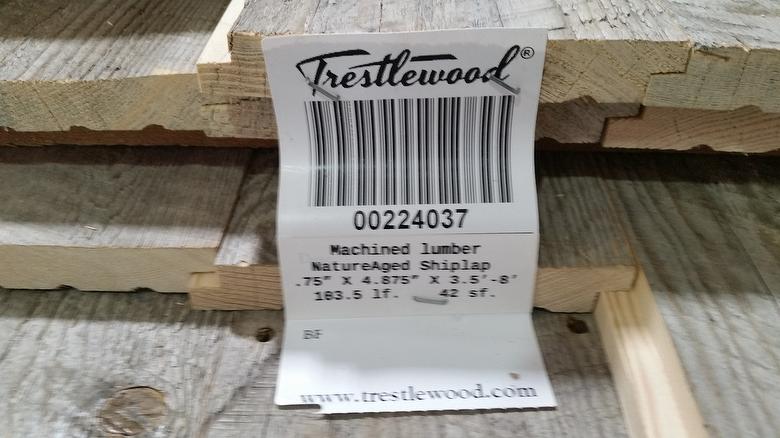 Trestlewood®
00224037
Machined lumber
NatureAged Shiplap
.75" X 4.875" X 3.5'-8'
103.5 lf. 42 sf.
BF
www.trestlewood.com